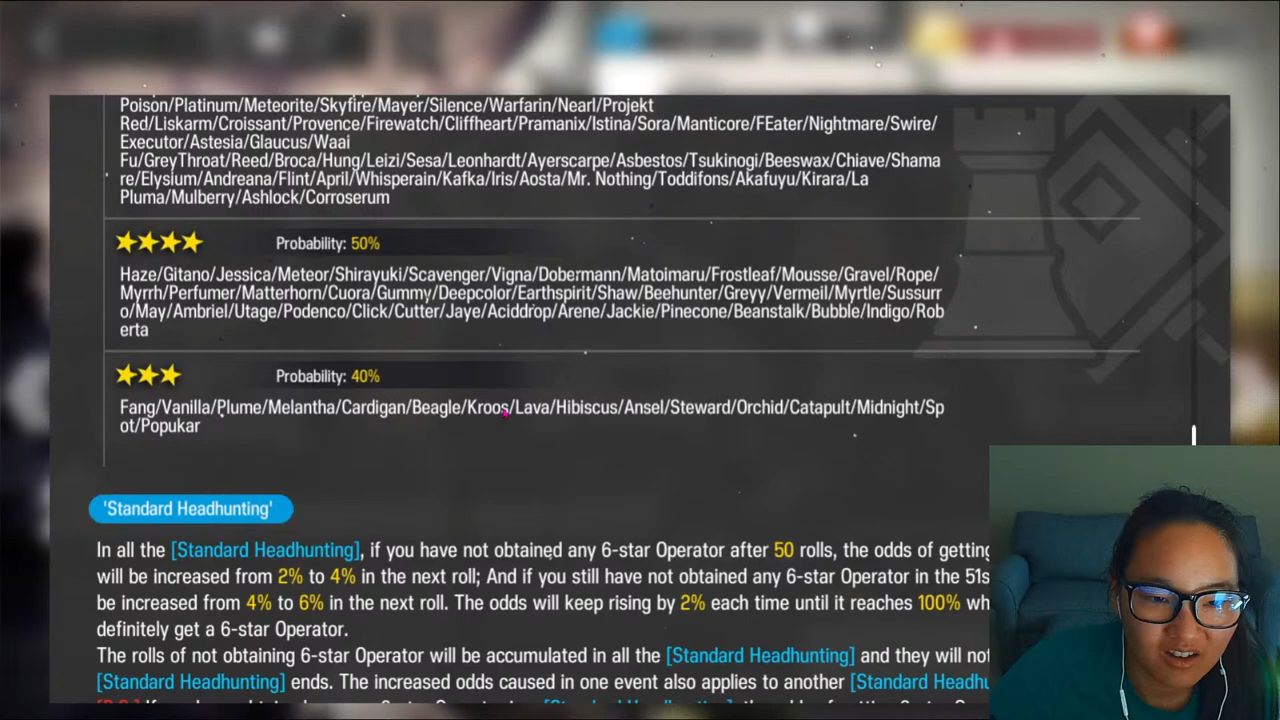 Poison/Platinum/Meteorite/Skyfire/Mayer/Silence/Warfarin/Nearl/Projekt
Red/Liskarm/Croissant/Provence/Firewatch/Cliffheart/Pramanix/Istina/Sora/Manticore/FEater/Nightmare/Swire/
Executor/Astesia/Glaucus/Waai
Fu/GreyThroat/Reed/Broca/Hung/Leizi/Sesa/Leonhardt/Ayerscarpe/Asbestos/Tsukinogi/Beeswax/Chiave/Shama
re/Elysium/Andreana/Flint/April/Whisperain/Kafka/Iris/Aosta/Mr. Nothing/Toddifons/Akafuyu/Kirara/La
Pluma/Mulberry/Ashlock/Corroserum
Probability: 50%
Haze/Gitano/Jessica/Meteor/Shirayuki/Scavenger/Vigna/Dobermann/Matoimaru/Frostleaf/Mousse/Gravel/Rope/
Myrrh/Perfumer/Matterhorn/Cuora/Gummy/Deepcolor/Earthspirit/Shaw/Beehunter/Greyy/Vermeil/Myrtle/Sussurr
o/May/Ambriel/Utage/Podenco/Click/Cutter/Jaye/Aciddrop/Arene/Jackie/Pinecone/Beanstalk/Bubble/Indigo/Rob
erta
Probability: 40%
Fang/Vanilla/Plume/Melantha/Cardigan/Beagle/Kroos/Lava/Hibiscus/Ansel/Steward/Orchid/Catapult/Midnight/Sp
ot/Popukar
'Standard Headhunting'
In all the [Standard Headhunting], if you have not obtained any 6-star Operator after 50 rolls, the odds of getting
will be increased from 2% to 4% in the next roll; And if you still have not obtained any 6-star Operator in the 51s
be increased from 4% to 6% in the next roll. The odds will keep rising by 2% each time until it reaches 100% wh
definitely get a 6-star Operator.
The rolls of not obtaining 6-star Operator will be accumulated in all the [Standard Headhunting] and they will not
[Standard Headhunting] ends. The increased odds caused in one event also applies to another [Standard Headhu